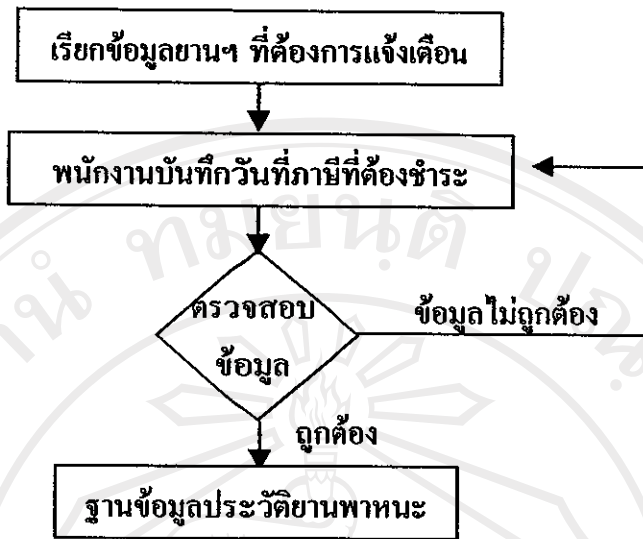 เรียกข้อมูลยานฯ ที่ต้องการแจ้งเตือน
พนักงานบันทึกวันที่ภาษีที่ต้องชำระ
ตรวจสอบ
ข้อมูล
ข้อมูลไม่ถูกต้อง
ถูกต้อง
ฐานข้อมูลประวัติยานพาหนะ